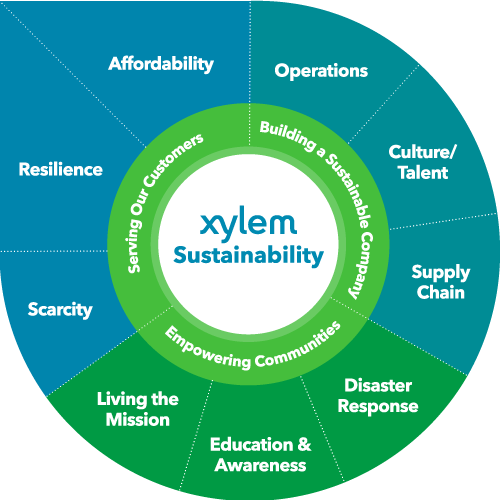 Affordability
Operations
Resilience
Culture/
Talent
Scarcity
Supply
Chain
Living the
Mission
Education &
Awareness
Disaster
Response
Serving Our Customers
Building a Sustainable Company
Empowering Communities
xylem
Sustainability